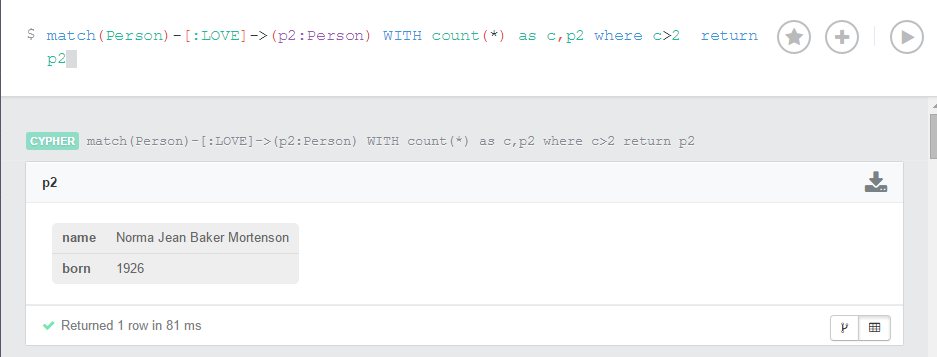 $ match(Person)-[:LOVE]->(p2:Person) WITH count(*) as c,p2 where c>2  return
p2
CYPHER match(Person)-[:LOVE]->(p2:Person) WITH count(*) as c,p2 where c>2 return p2
p2
name Norma Jean Baker Mortenson
born 1926
Returned 1 row in 81 ms